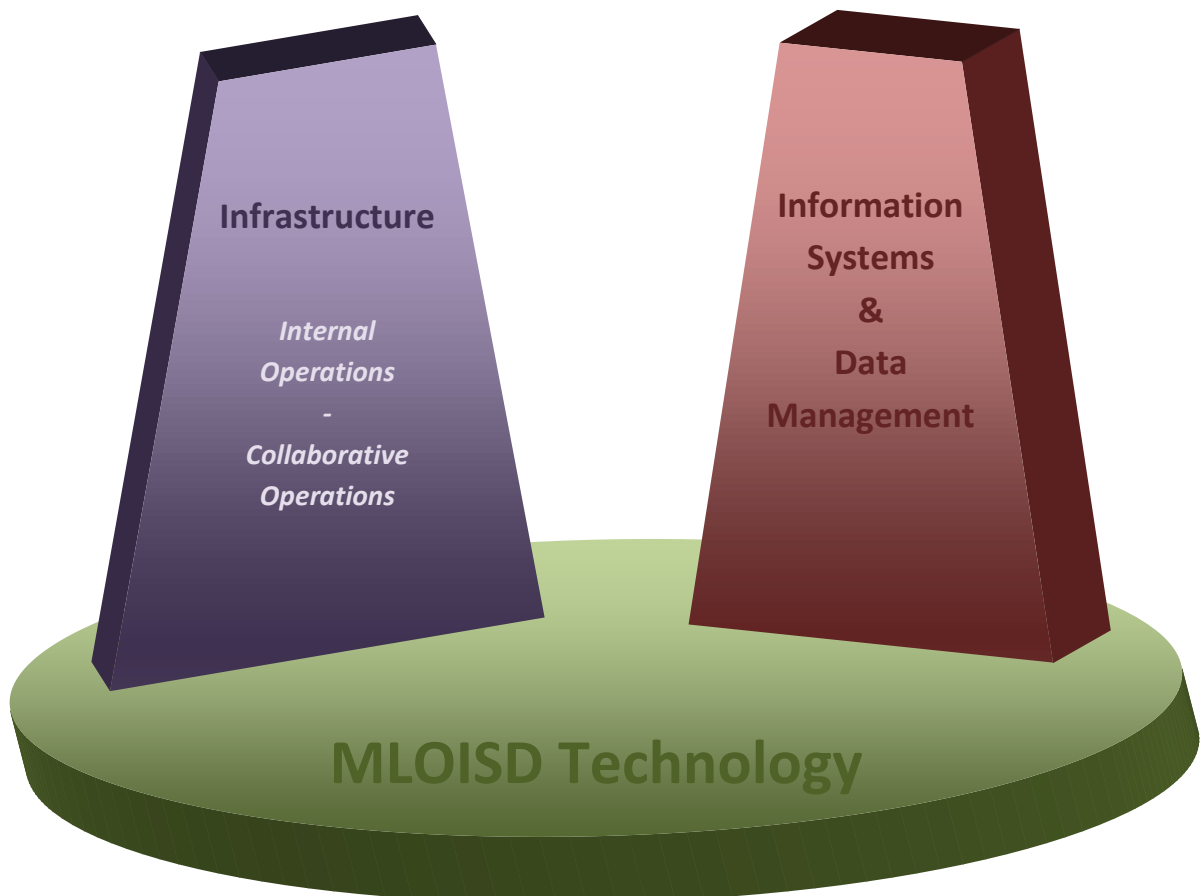 Infrastructure
Internal
Operations
-
Collaborative
Operations
Information
Systems
&
Data
Management
MLOISD Technology